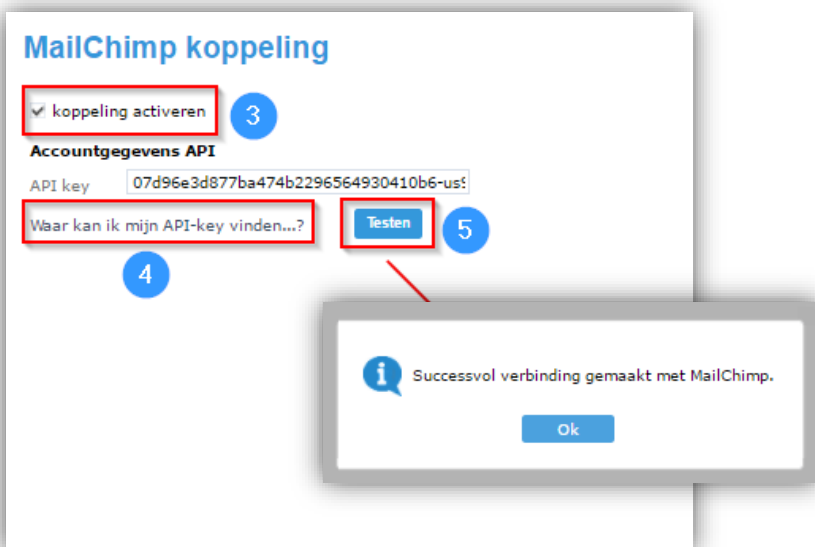 MailChimp koppeling
koppeling activeren 3
Accountgegevens API
API key 07d96e3d877ba474b2296564930410b6-us9
Waar kan ik mijn API-key vinden...? Testen 5
4
Successvol verbinding gemaakt met MailChimp.
Ok